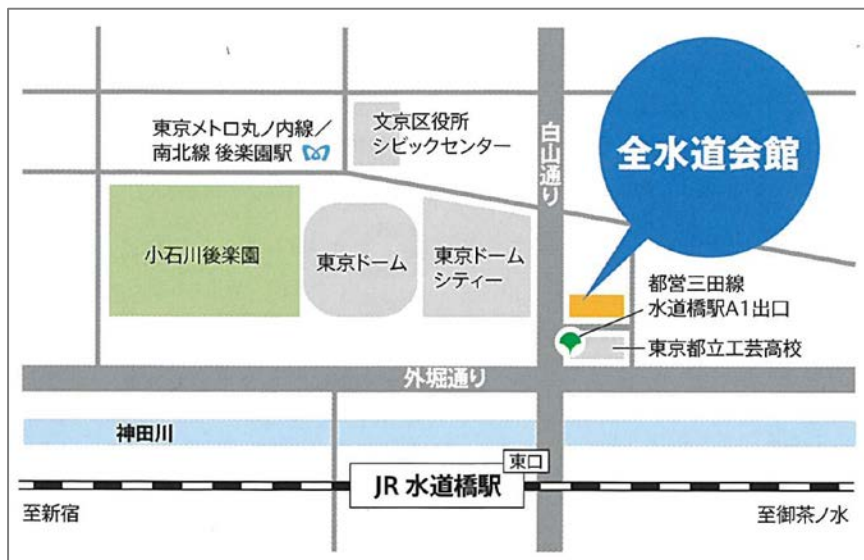 東京メトロ丸ノ内線／
南北線 後楽園駅
文京区役所
シビックセンター
白山通り
全水道会館
小石川後楽園
東京ドーム
東京ドーム
シティー
都営三田線
水道橋駅A1出口
東京都立工芸高校
外堀通り
神田川
東口
JR 水道橋駅
至新宿
至御茶ノ水